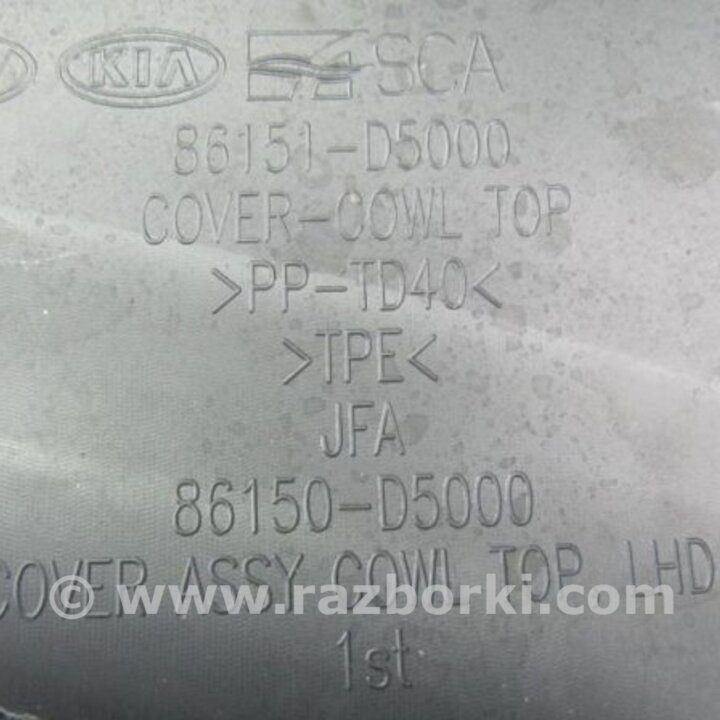 KIA SCA
86151-D5000
COVER-COWL TOP
>PP-TD40<
>TPE<
JFA
86150-D5000
COVER ASSY COWL TOP LHD
© www.razborki.com
1st